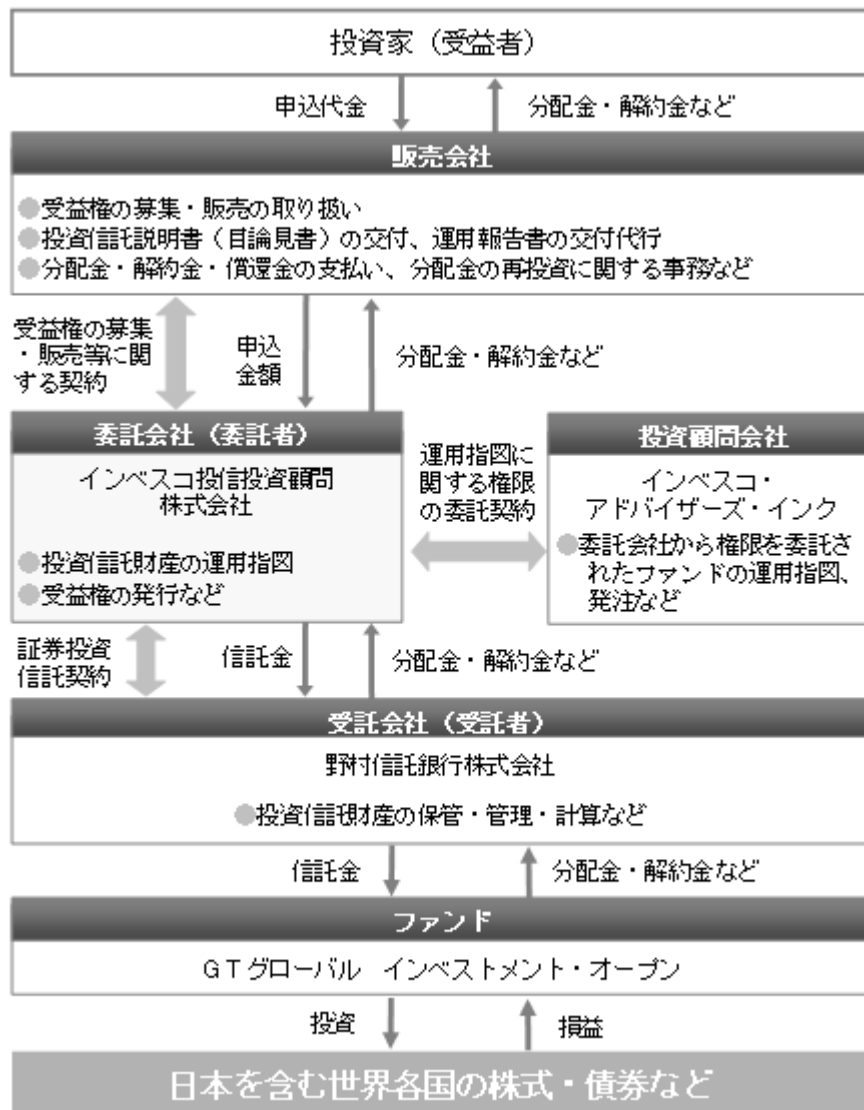 投資家（受益者）
申込代金
分配金・解約金など
販売会社
●受益権の募集・販売の取り扱い
●投資信託説明書（目論見書）の交付、運用報告書の交付代行
●分配金・解約金・償還金の支払い、分配金の再投資に関する事務など
受益権の募集
・販売等に関
する契約
申込
金額
分配金・解約金など
委託会社（委託者）
インベスコ投信投資顧問
株式会社
●投資信託財産の運用指図
●受益権の発行など
運用指図に
関する権限
の委託契約
投資顧問会社
インベスコ・
アドバイザーズ・インク
●委託会社から権限を委託さ
れたファンドの運用指図、
発注など
証券投資
信託契約
信託金
分配金・解約金など
受託会社（受託者）
野村信託銀行株式会社
●投資信託財産の保管・管理・計算など
信託金
分配金・解約金など
ファンド
ＧＴグローバル　インベストメント・オープン
投資
損益
日本を含む世界各国の株式・債券など